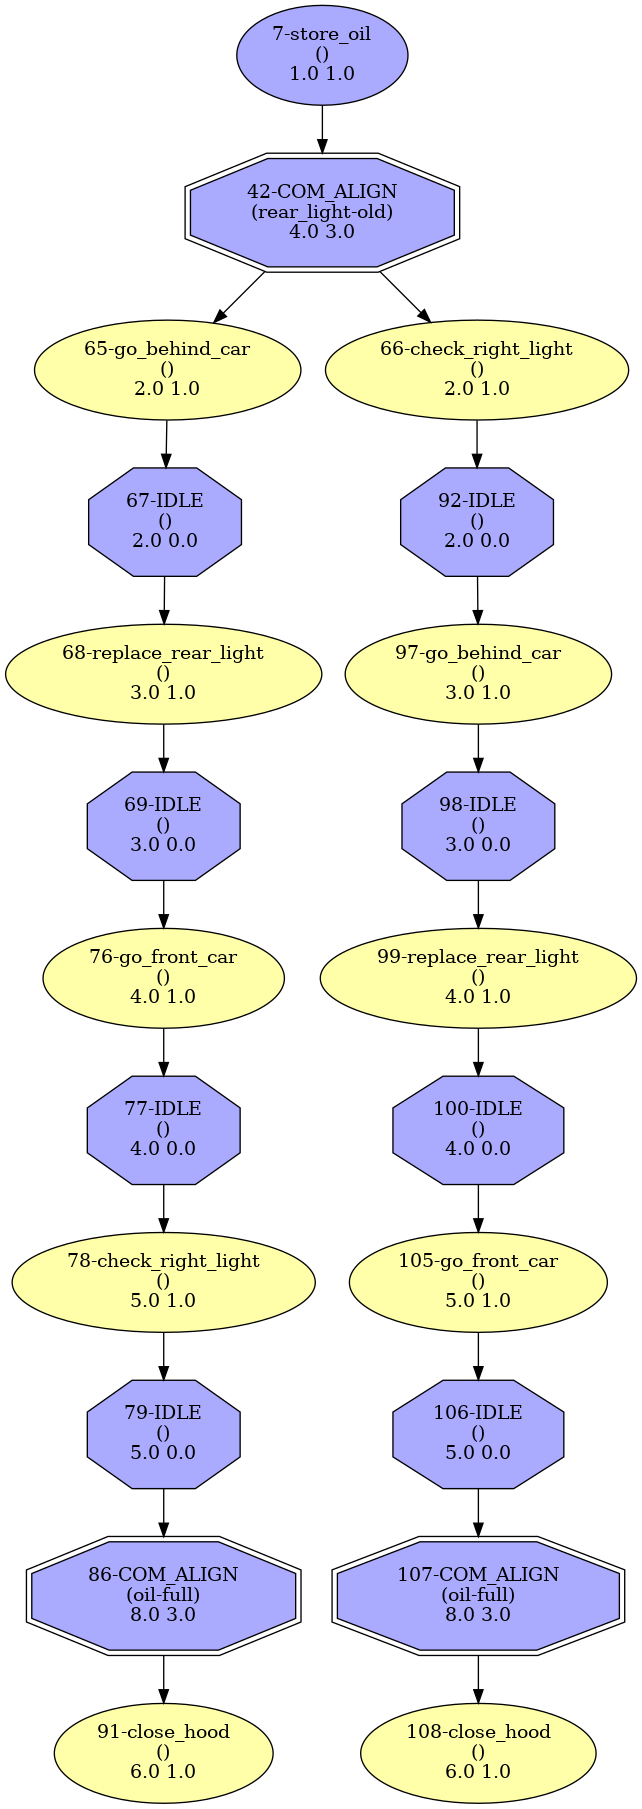 7-store_oil
()
1.0 1.0
42-COM_ALIGN
(rear_light-old)
4.0 3.0
65-go_behind_car
()
2.0 1.0
66-check_right_light
()
2.0 1.0
67-IDLE
()
2.0 0.0
92-IDLE
()
2.0 0.0
68-replace_rear_light
()
3.0 1.0
97-go_behind_car
()
3.0 1.0
69-IDLE
()
3.0 0.0
98-IDLE
()
3.0 0.0
76-go_front_car
()
4.0 1.0
99-replace_rear_light
()
4.0 1.0
77-IDLE
()
4.0 0.0
100-IDLE
()
4.0 0.0
78-check_right_light
()
5.0 1.0
105-go_front_car
()
5.0 1.0
79-IDLE
()
5.0 0.0
106-IDLE
()
5.0 0.0
86-COM_ALIGN
(oil-full)
8.0 3.0
107-COM_ALIGN
(oil-full)
8.0 3.0
91-close_hood
()
6.0 1.0
108-close_hood
()
6.0 1.0